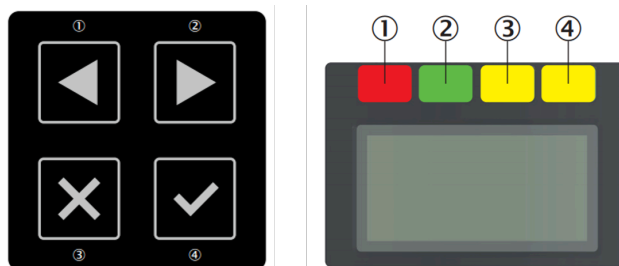 ① ②
③ ④
① ② ③ ④